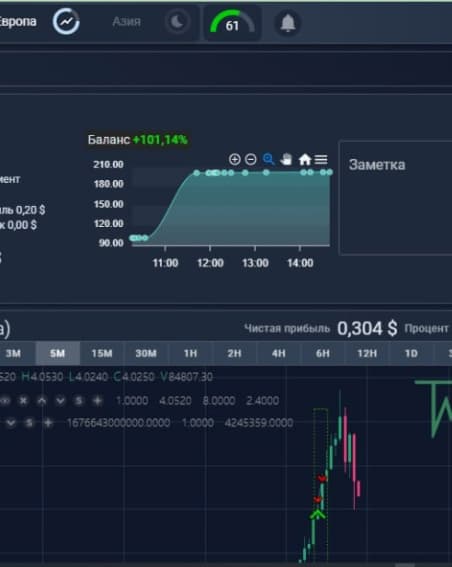 Европа Азия 61
Баланс +101,14%
210.00
180.00
150.00
120.00
90.00
11:00 12:00 13:00 14:00
Заметка
мент
ль 0,20 $
к 0,00 $
а) Чистая прибыль 0,304 $ Процент
3M 5M 15M 30M 1H 2H 4H 6H 12H 1D
520 H4.0530 L4.0240 C4.0250 V84807.30
S 1.0000 4.0520 8.0000 2.4000
S 1676643000000.0000 1.0000 4245359.0000